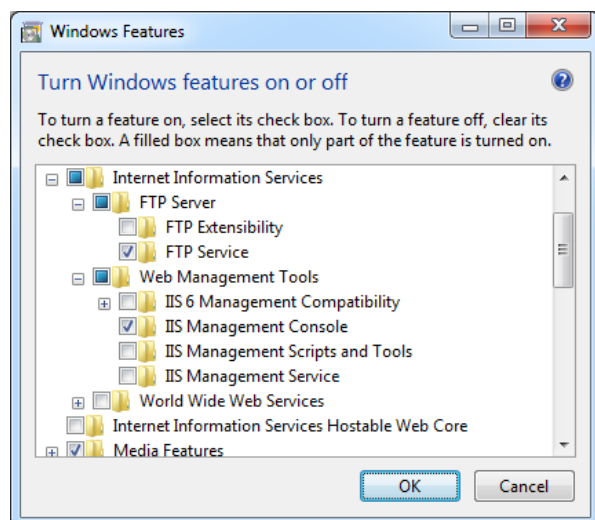 Windows Features
Turn Windows features on or off
To turn a feature on, select its check box. To turn a feature off, clear its
check box. A filled box means that only part of the feature is turned on.
Internet Information Services
FTP Server
FTP Extensibility
FTP Service
Web Management Tools
IIS 6 Management Compatibility
IIS Management Console
IIS Management Scripts and Tools
IIS Management Service
World Wide Web Services
Internet Information Services Hostable Web Core
Media Features
OK Cancel